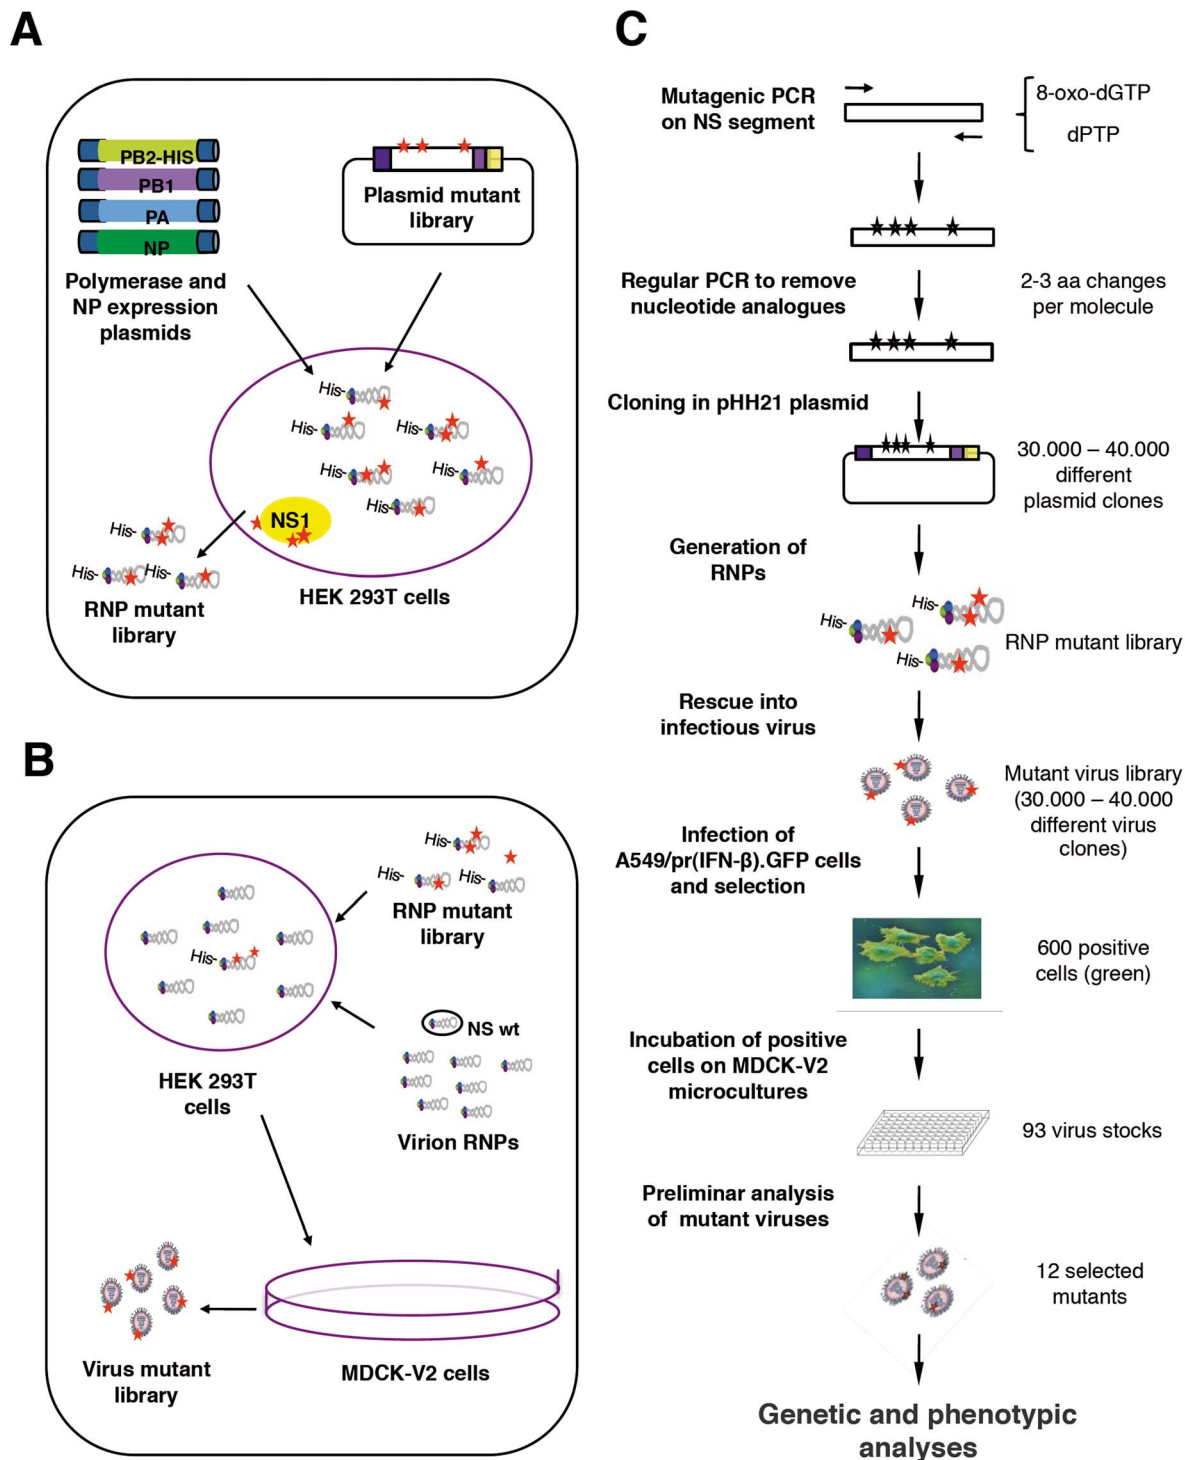 A
PB2-HIS
PB1
PA
NP
Polymerase and
NP expression
plasmids
Plasmid mutant
library
His-
His-
His-
His-
His-
His-
NS1
His-
His-
His-
RNP mutant
library
HEK 293T cells
B
His-
His-
His-
RNP mutant
library
His-
NS wt
HEK 293T
cells
Virion RNPs
Virus mutant
library
MDCK-V2 cells
C
Mutagenic PCR
on NS segment
8-oxo-dGTP
dPTP
Regular PCR to remove
nucleotide analogues
2-3 aa changes
per molecule
Cloning in pHH21 plasmid
30.000 – 40.000
different
plasmid clones
Generation of
RNPs
His-
His-
His-
RNP mutant library
Rescue into
infectious virus
Mutant virus library
(30.000 – 40.000
different virus
clones)
Infection of
A549/pr(IFN-β).GFP cells
and selection
600 positive
cells (green)
Incubation of positive
cells on MDCK-V2
microcultures
93 virus stocks
Preliminar analysis
of mutant viruses
12 selected
mutants
Genetic and phenotypic
analyses